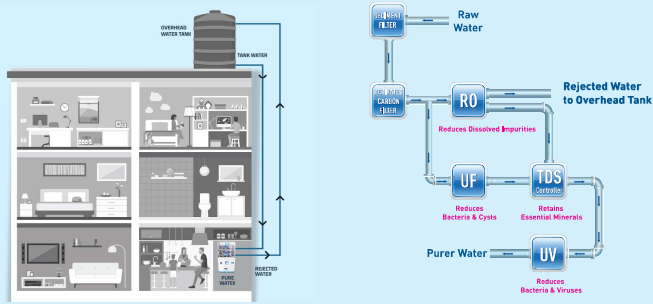 OVERHEAD
WATER TANK
TANK WATER
REJECTED
WATER
PURE
WATER
SEDIMENT
FILTER
Raw
Water
CARBON
FILTER
RO
Reduces Dissolved Impurities
Rejected Water
to Overhead Tank
UF
Reduces
Bacteria & Cysts
TDS
Controller
Retains
Essential Minerals
Purer Water
UV
Reduces
Bacteria & Viruses